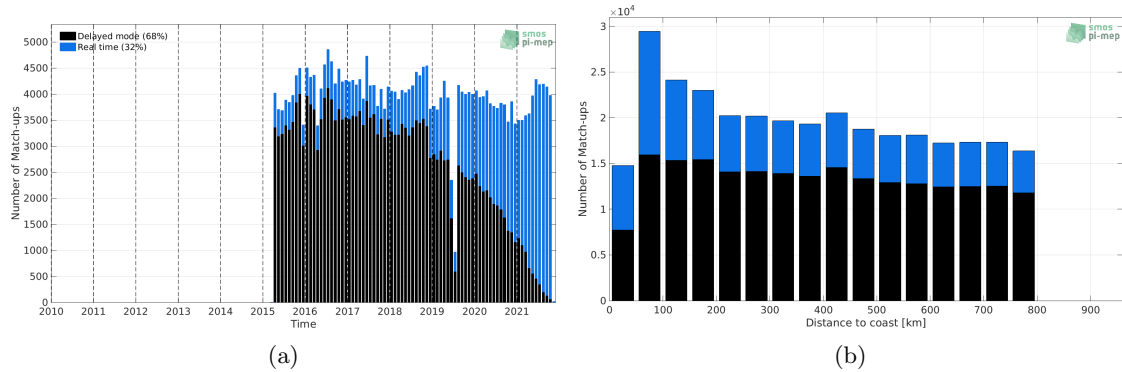 Delayed mode (68%)
Real time (32%)
smos
pi-mep
Number of Match-ups
5000
4500
4000
3500
3000
2500
2000
1500
1000
500
0
2010 2011 2012 2013 2014 2015 2016 2017 2018 2019 2020 2021
Time
(a)
×10⁴
smos
pi-mep
Number of Match-ups
3
2.5
2
1.5
1
0.5
0
0 100 200 300 400 500 600 700 800 900
Distance to coast [km]
(b)